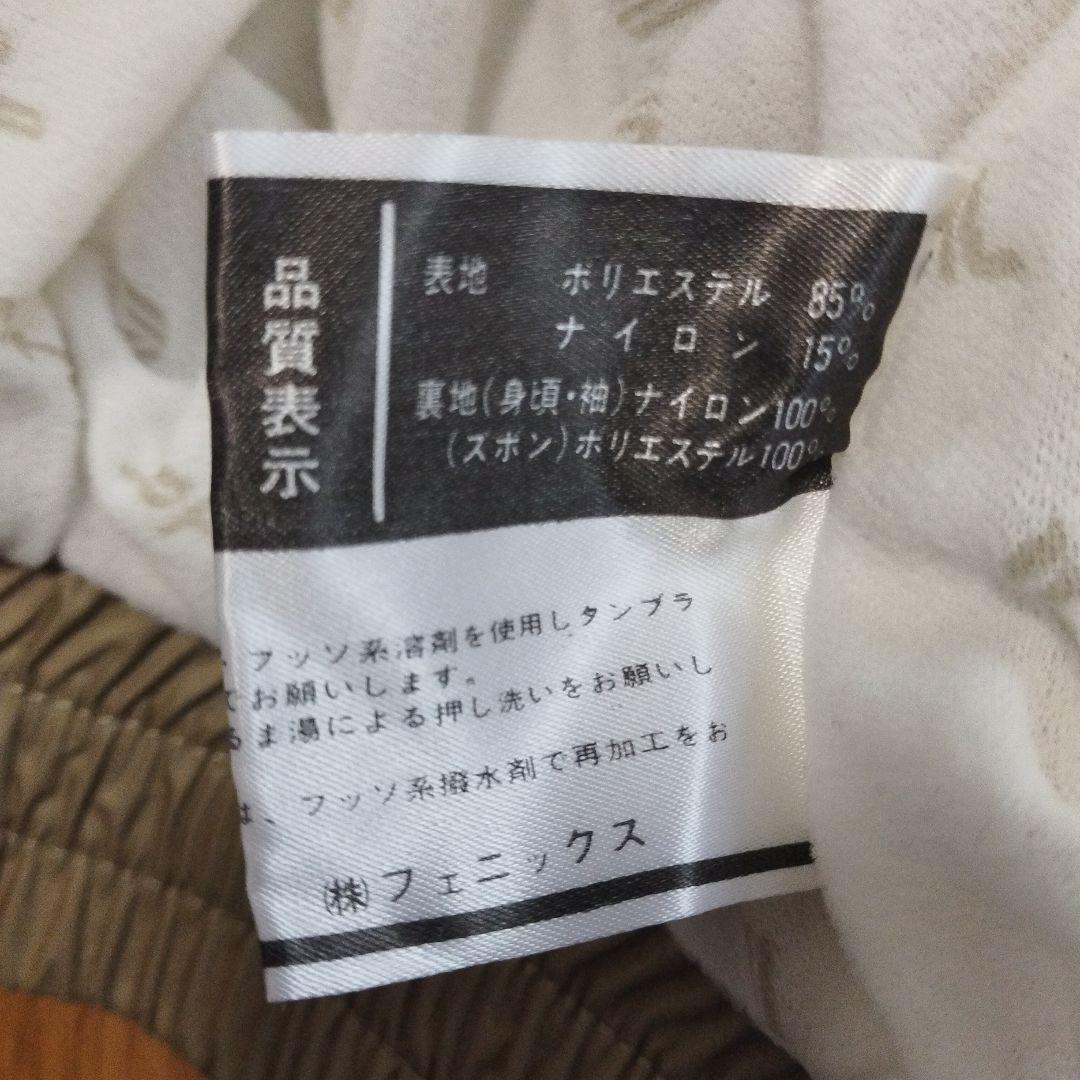 品質表示
表地 ポリエステル 85%
ナイロン 15%
裏地(身頃・袖)ナイロン100%
(ズボン)ポリエステル100%
フッソ系溶剤を使用しタンブラ
てお願いします。
るま湯による押し洗いをお願いし
は、フッソ系撥水剤で再加工をお
㈱フェニックス